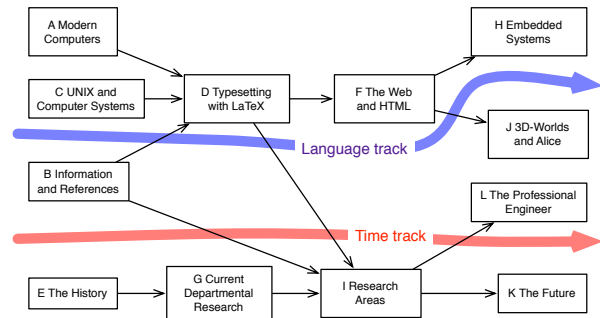 A Modern
Computers
H Embedded
Systems
C UNIX and
Computer Systems
D Typesetting
with LaTeX
F The Web
and HTML
J 3D-Worlds
and Alice
Language track
B Information
and References
L The Professional
Engineer
Time track
E The History
G Current
Departmental
Research
I Research
Areas
K The Future